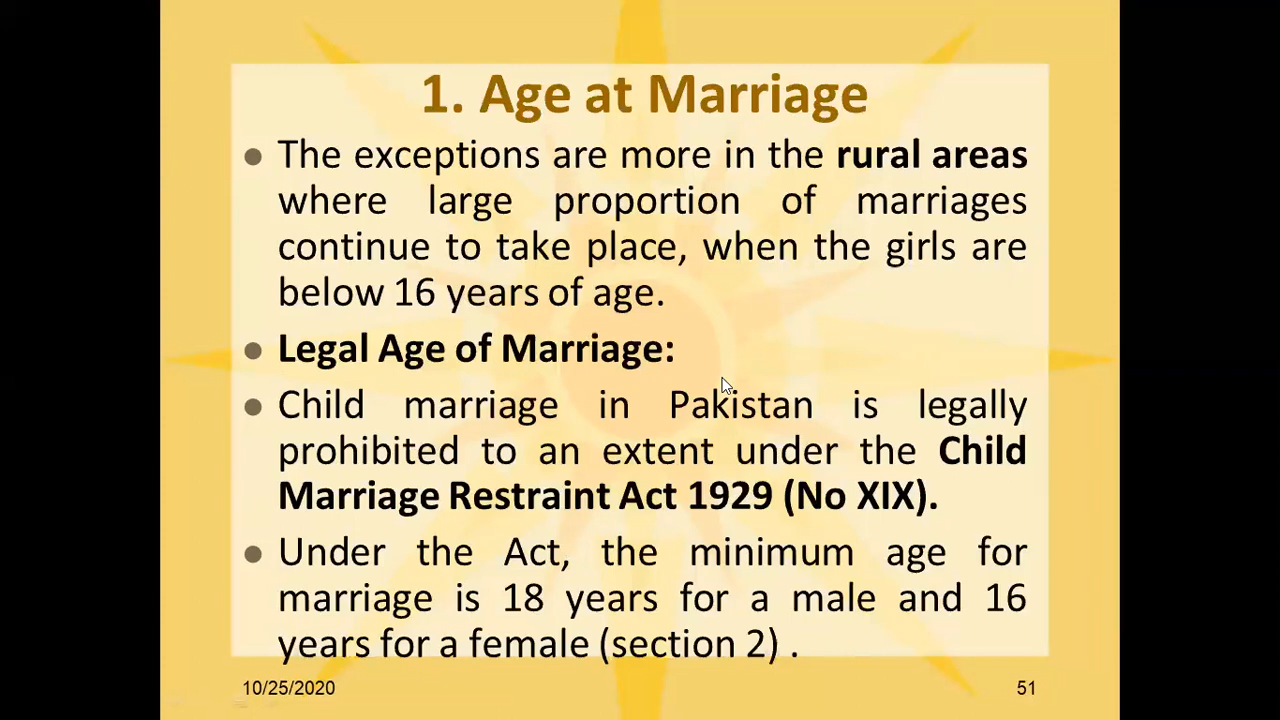 1. Age at Marriage
● The exceptions are more in the rural areas
where large proportion of marriages
continue to take place, when the girls are
below 16 years of age.
● Legal Age of Marriage:
● Child marriage in Pakistan is legally
prohibited to an extent under the Child
Marriage Restraint Act 1929 (No XIX).
● Under the Act, the minimum age for
marriage is 18 years for a male and 16
years for a female (section 2) .
10/25/2020
51